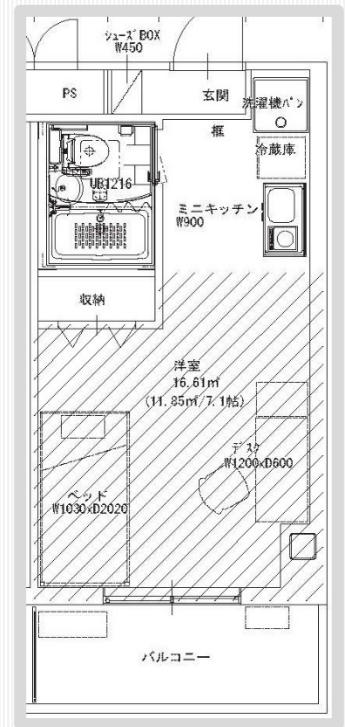 シューズBOX
W450
PS
玄関
洗濯機パン
框
冷蔵庫
UB1216
ミニキッチン
W900
収納
洋室
16.61㎡
(11.85㎡/7.1帖)
デスク
W1200xD600
ベッド
W1030xD2020
バルコニー